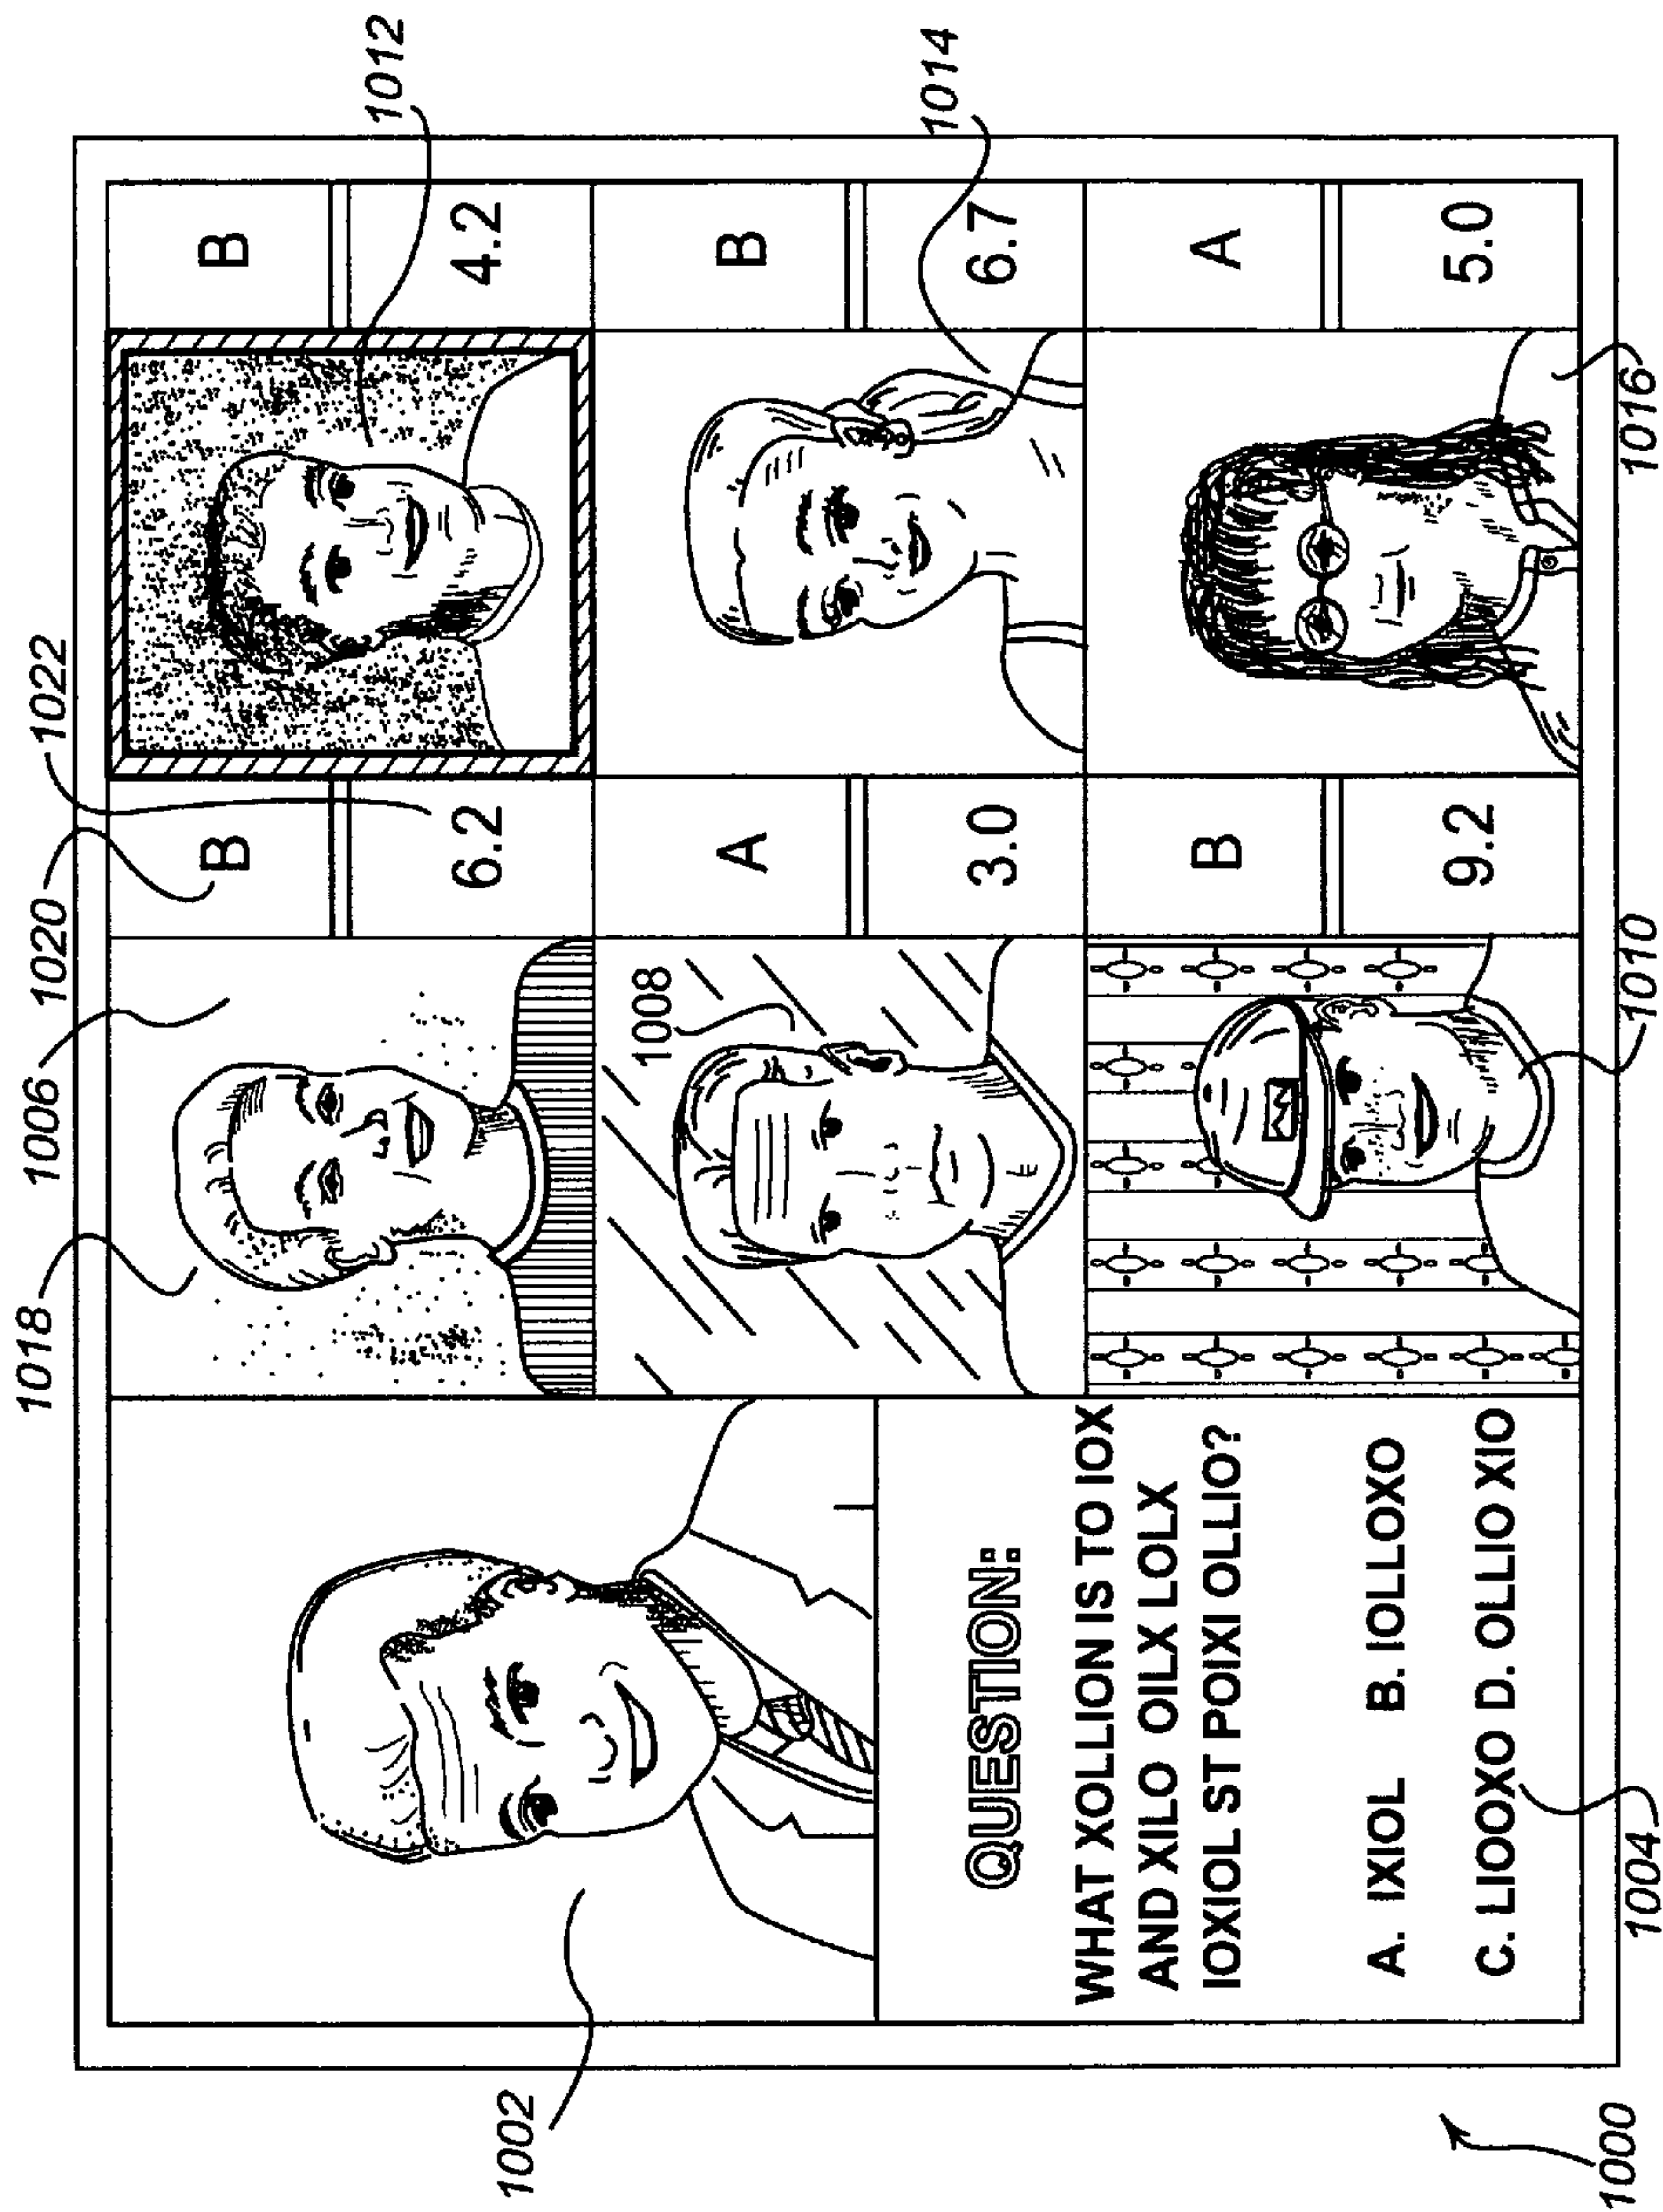 1018 1006 1020 1022
B B
1012
6.2 4.2
1002
1008
A B
1014
3.0 6.7
QUESTION:
WHAT XOLLION IS TO IOX
AND XILO OILX LOLX
IOXIOL ST POIXI OLLIO?
B A
A. IXIOL B. IOLLOXO
9.2 5.0
C. LIOOXO D. OLLIO XIO
1000 1004 1010 1016